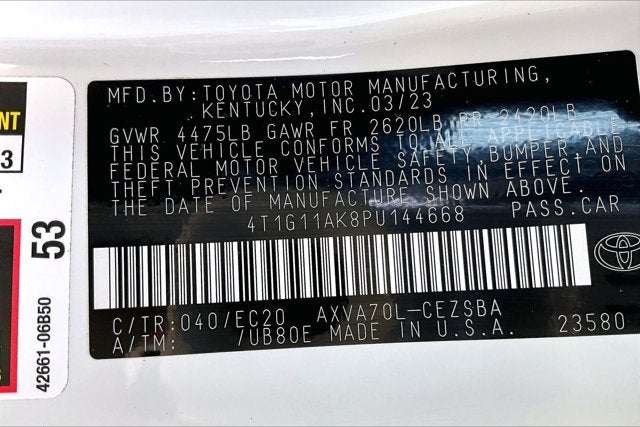 MFD.BY:TOYOTA MOTOR MANUFACTURING,
KENTUCKY, INC.03/23
GVWR 4475LB GAWR FR 2620LB RR 2420LB
THIS VEHICLE CONFORMS TO ALL APPLICABLE
FEDERAL MOTOR VEHICLE SAFETY,BUMPER AND
THEFT PREVENTION STANDARDS IN EFFECT ON
THE DATE OF MANUFACTURE SHOWN ABOVE.
4T1G11AK8PU144668 PASS.CAR
C/TR:040/EC20 AXVA70L-CEZSBA
A/TM: /UB80E MADE IN U.S.A. 23580
NT
3
53
42661-06B50